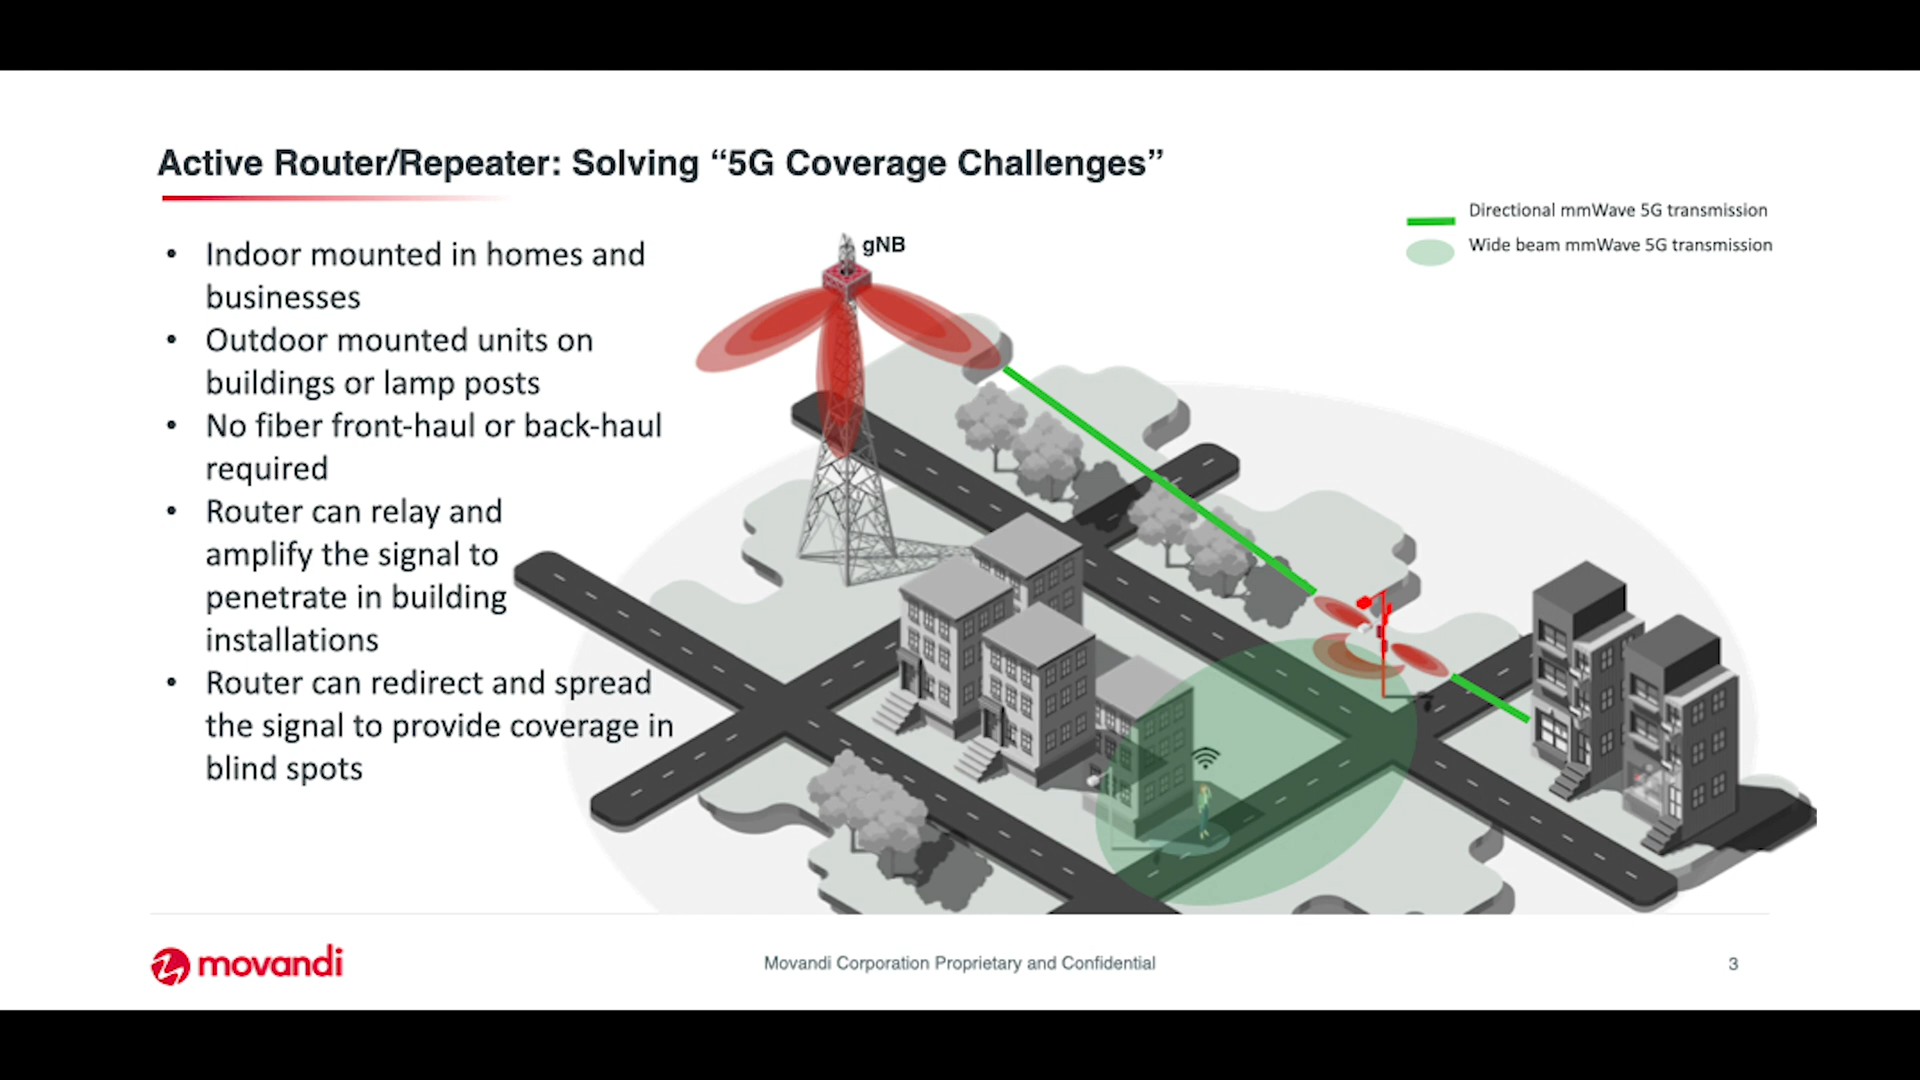 Active Router/Repeater: Solving “5G Coverage Challenges”
Directional mmWave 5G transmission
Wide beam mmWave 5G transmission
gNB
• Indoor mounted in homes and
businesses
• Outdoor mounted units on
buildings or lamp posts
• No fiber front-haul or back-haul
required
• Router can relay and
amplify the signal to
penetrate in building
installations
• Router can redirect and spread
the signal to provide coverage in
blind spots
movandi
Movandi Corporation Proprietary and Confidential
3